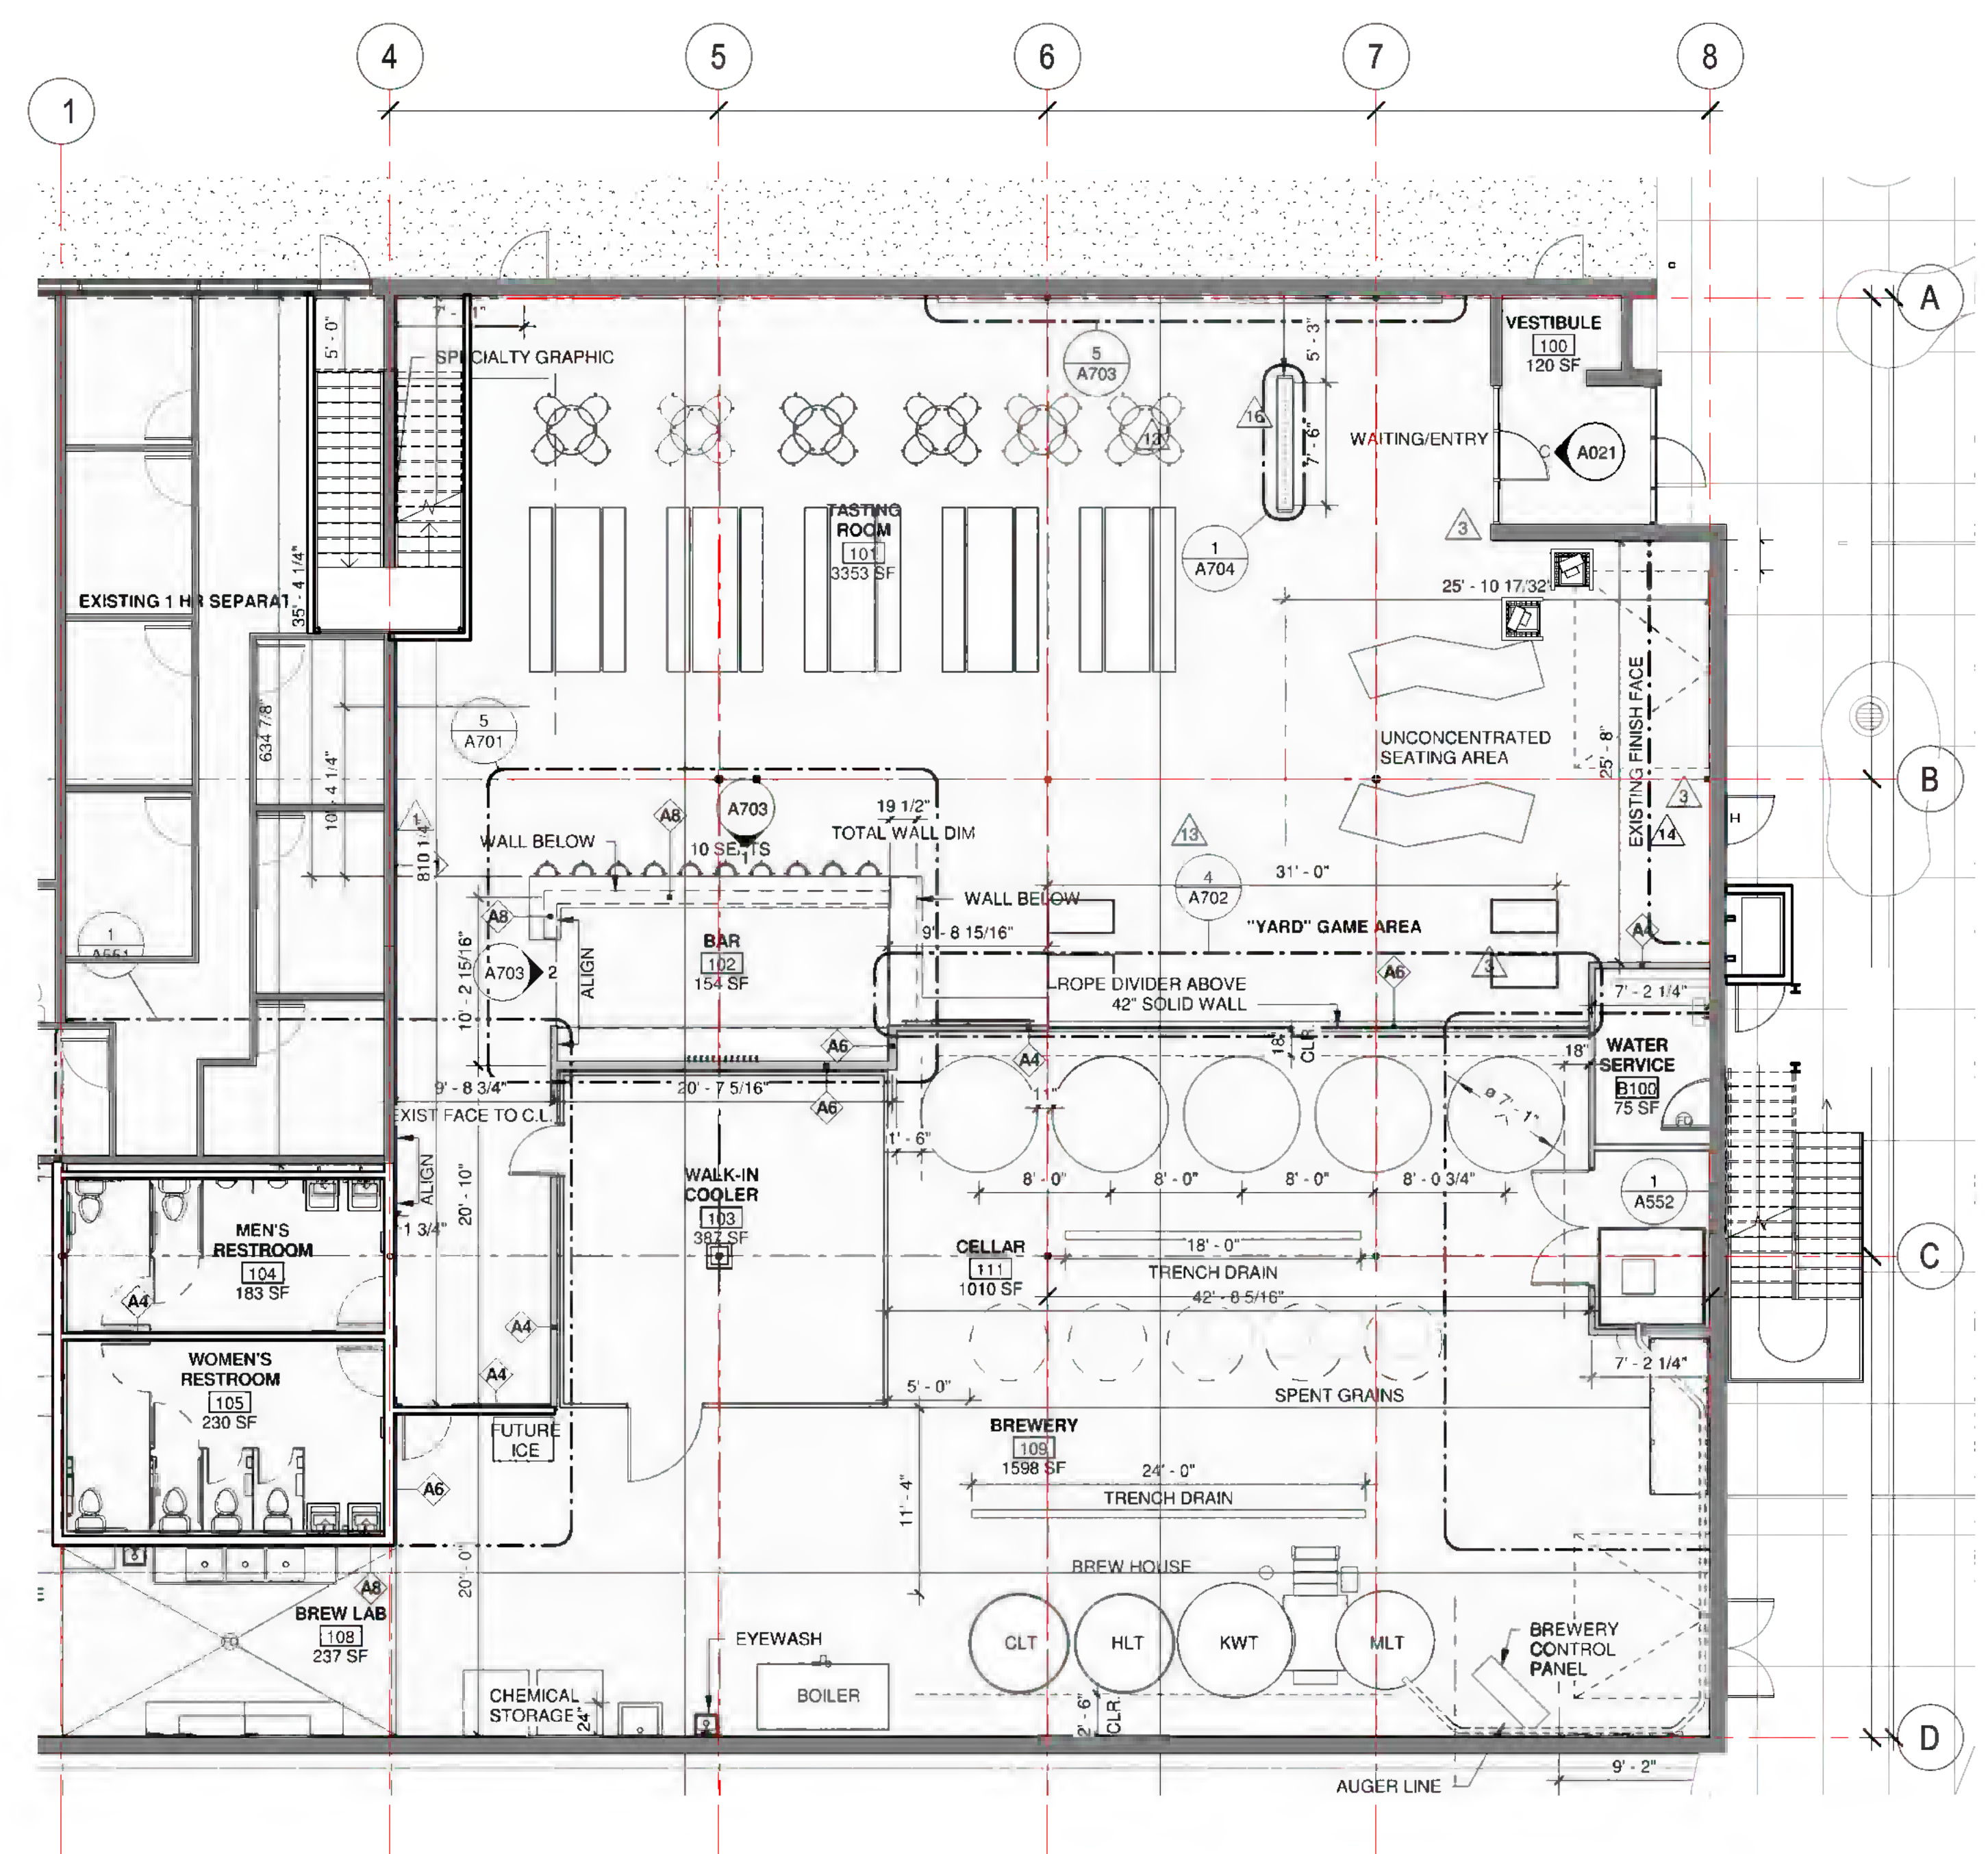 4
5
6
7
8
1
A
VESTIBULE
100
120 SF
5' - 0"
SPECIALTY GRAPHIC
5
A703
5' - 3"
16
13
7' - 6"
WAITING/ENTRY
C
A021
TASTING
ROOM
101
3353 SF
3
1
A704
35' - 4 1/4"
EXISTING 1 HR SEPARAT.
25' - 10 17/32"
634 7/8"
5
A701
UNCONCENTRATED
SEATING AREA
25' - 8"
EXISTING FINISH FACE
B
10' - 4 1/4"
1
810 1/4
1
A8
A703
1
19 1/2"
TOTAL WALL DIM
WALL BELOW
10 SEATS
13
3
14
H
4
A702
31' - 0"
WALL BELOW
A8
"YARD" GAME AREA
A4
9' - 8 15/16"
BAR
102
154 SF
1
A551
10' - 2 15/16"
A703
2
ALIGN
ROPE DIVIDER ABOVE
42" SOLID WALL
A6
3
7' - 2 1/4"
A6
A4
18"
CLR.
18"
WATER
SERVICE
B100
75 SF
FD
9' - 8 3/4"
20' - 7 5/16"
EXIST FACE TO C.L.
A6
11"
ø 7' - 1"
1' - 6"
ALIGN
20' - 10"
1 3/4"
WALK-IN
COOLER
103
387 SF
8' - 0"
8' - 0"
8' - 0"
8' - 0 3/4"
1
A552
MEN'S
RESTROOM
104
183 SF
A4
CELLAR
111
1010 SF
18' - 0"
TRENCH DRAIN
42' - 8 5/16"
C
A4
WOMEN'S
RESTROOM
105
230 SF
A4
7' - 2 1/4"
5' - 0"
SPENT GRAINS
FUTURE
ICE
BREWERY
109
1598 SF
A6
24' - 0"
TRENCH DRAIN
11' - 4"
20' - 0"
BREW HOUSE
A8
BREW LAB
108
237 SF
FD
EYEWASH
CLT
HLT
KWT
MLT
BREWERY
CONTROL
PANEL
CHEMICAL
STORAGE
24"
BOILER
2' - 6"
CLR.
D
AUGER LINE
9' - 2"